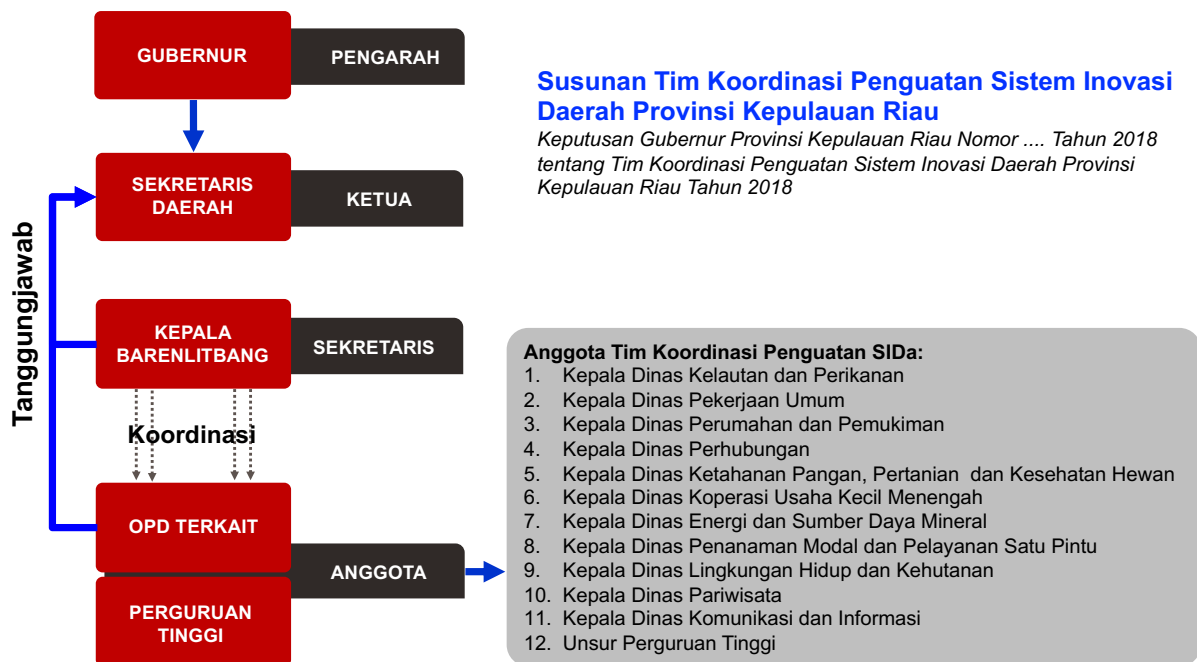 GUBERNUR
PENGARAH
Susunan Tim Koordinasi Penguatan Sistem Inovasi
Daerah Provinsi Kepulauan Riau
Keputusan Gubernur Provinsi Kepulauan Riau Nomor .... Tahun 2018
tentang Tim Koordinasi Penguatan Sistem Inovasi Daerah Provinsi
Kepulauan Riau Tahun 2018
SEKRETARIS
DAERAH
KETUA
Tanggungjawab
KEPALA
BARENLITBANG
SEKRETARIS
Koordinasi
OPD TERKAIT
ANGGOTA
PERGURUAN
TINGGI
Anggota Tim Koordinasi Penguatan SIDa:
1. Kepala Dinas Kelautan dan Perikanan
2. Kepala Dinas Pekerjaan Umum
3. Kepala Dinas Perumahan dan Pemukiman
4. Kepala Dinas Perhubungan
5. Kepala Dinas Ketahanan Pangan, Pertanian dan Kesehatan Hewan
6. Kepala Dinas Koperasi Usaha Kecil Menengah
7. Kepala Dinas Energi dan Sumber Daya Mineral
8. Kepala Dinas Penanaman Modal dan Pelayanan Satu Pintu
9. Kepala Dinas Lingkungan Hidup dan Kehutanan
10. Kepala Dinas Pariwisata
11. Kepala Dinas Komunikasi dan Informasi
12. Unsur Perguruan Tinggi